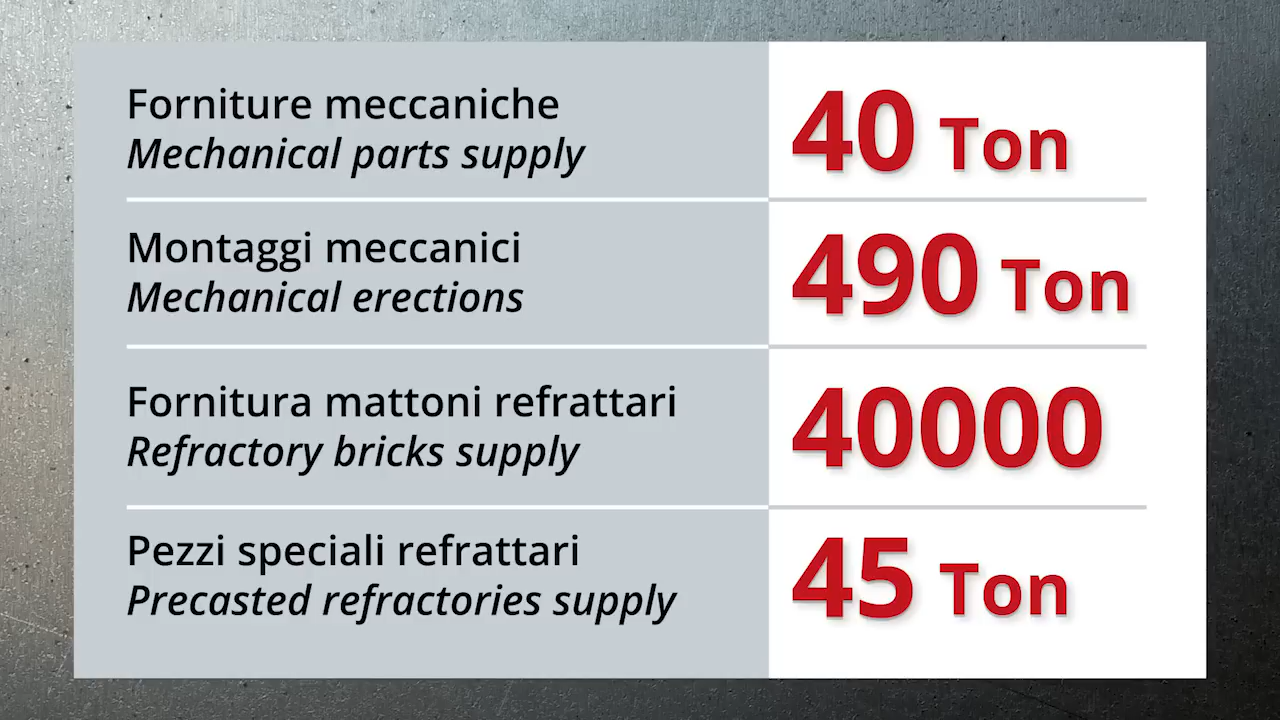 Forniture meccaniche
Mechanical parts supply
40 Ton
Montaggi meccanici
Mechanical erections
490 Ton
Fornitura mattoni refrattari
Refractory bricks supply
40000
Pezzi speciali refrattari
Precasted refractories supply
45 Ton